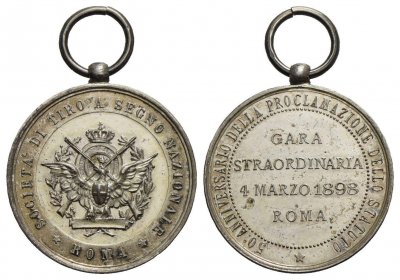 SOCIETA' DI TIRO A SEGNO NAZIONALE
* ROMA *
50° ANNIVERSARIO DELLA PROCLAMAZIONE DELLO STATUTO
GARA
STRAORDINARIA
4 MARZO 1898
ROMA